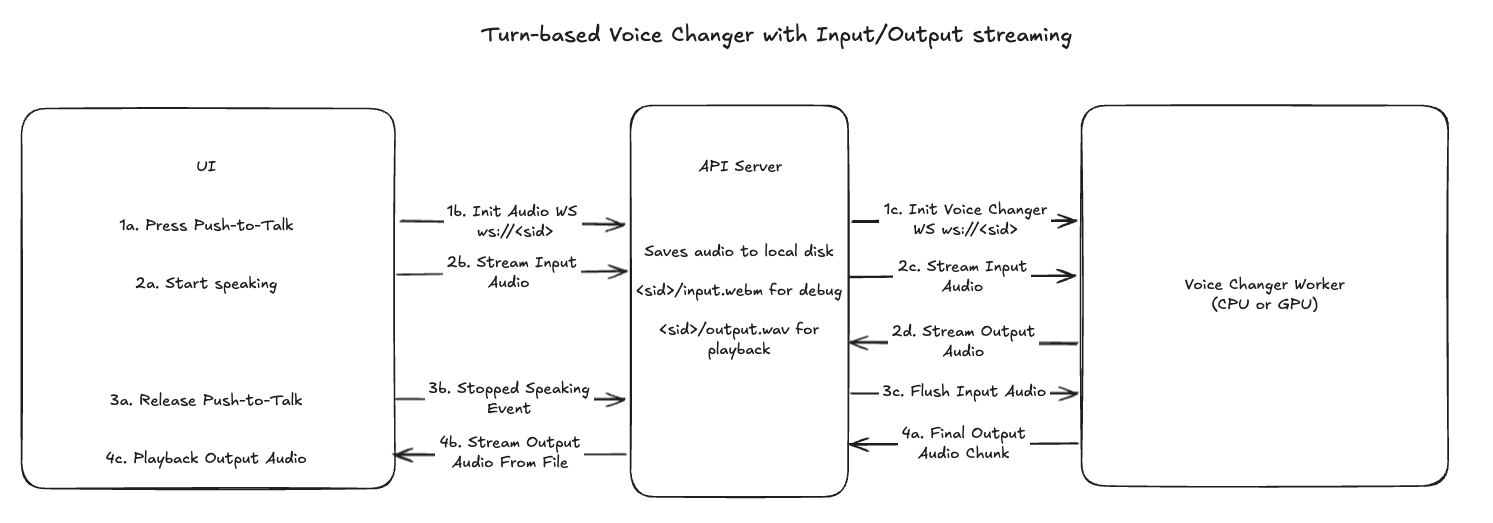 Turn-based Voice Changer with Input/Output streaming
UI
1a. Press Push-to-Talk
2a. Start speaking
3a. Release Push-to-Talk
4c. Playback Output Audio
1b. Init Audio WS
ws://<sid>
2b. Stream Input
Audio
3b. Stopped Speaking
Event
4b. Stream Output
Audio From File
API Server
Saves audio to local disk
<sid>/input.webm for debug
<sid>/output.wav for
playback
1c. Init Voice Changer
WS ws://<sid>
2c. Stream Input
Audio
2d. Stream Output
Audio
3c. Flush Input Audio
4a. Final Output
Audio Chunk
Voice Changer Worker
(CPU or GPU)